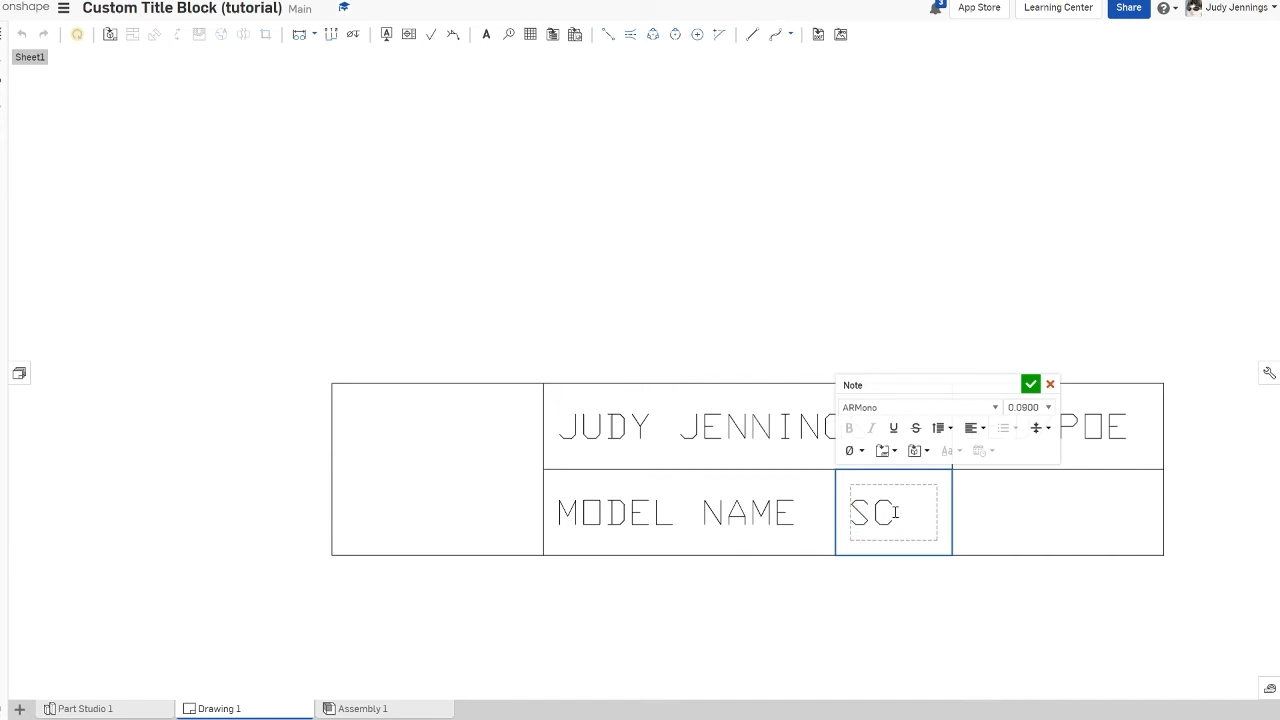 onshape Custom Title Block (tutorial) Main 3 App Store Learning Center Share Judy Jennings
Sheet1
Note
ARMono 0.0900
JUDY JENNING POE
MODEL NAME SC
Part Studio 1 Drawing 1 Assembly 1